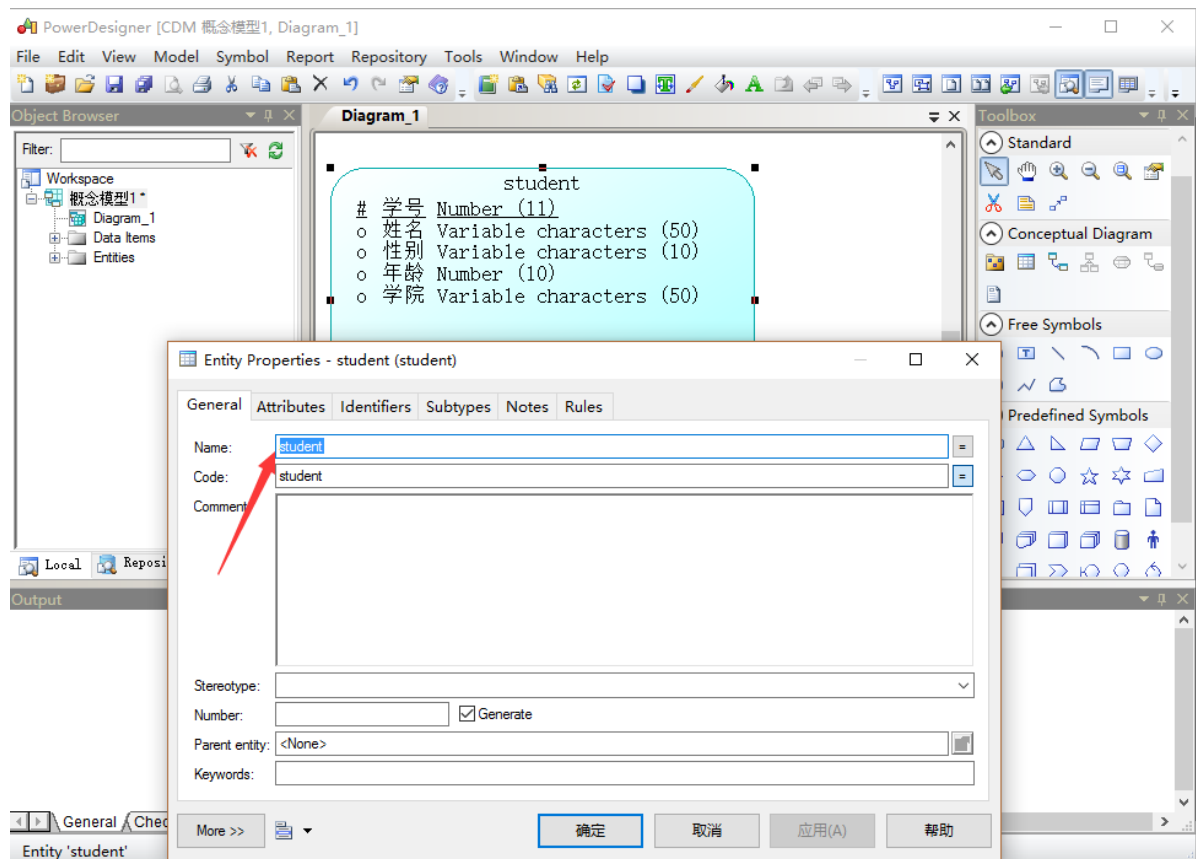 PowerDesigner [CDM 概念模型1, Diagram_1]
File Edit View Model Symbol Report Repository Tools Window Help
Object Browser
Diagram_1
Toolbox
Filter:
Workspace
概念模型1 *
Diagram_1
Data Items
Entities
student
# 学号 Number (11)
o 姓名 Variable characters (50)
o 性别 Variable characters (10)
o 年龄 Number (10)
o 学院 Variable characters (50)
Standard
Conceptual Diagram
Free Symbols
Predefined Symbols
Entity Properties - student (student)
General Attributes Identifiers Subtypes Notes Rules
Name: student =
Code: student =
Comment
Stereotype:
Number: Generate
Parent entity: <None>
Keywords:
More >> 确定 取消 应用(A) 帮助
Local Reposi
Output
General Chec
Entity 'student'